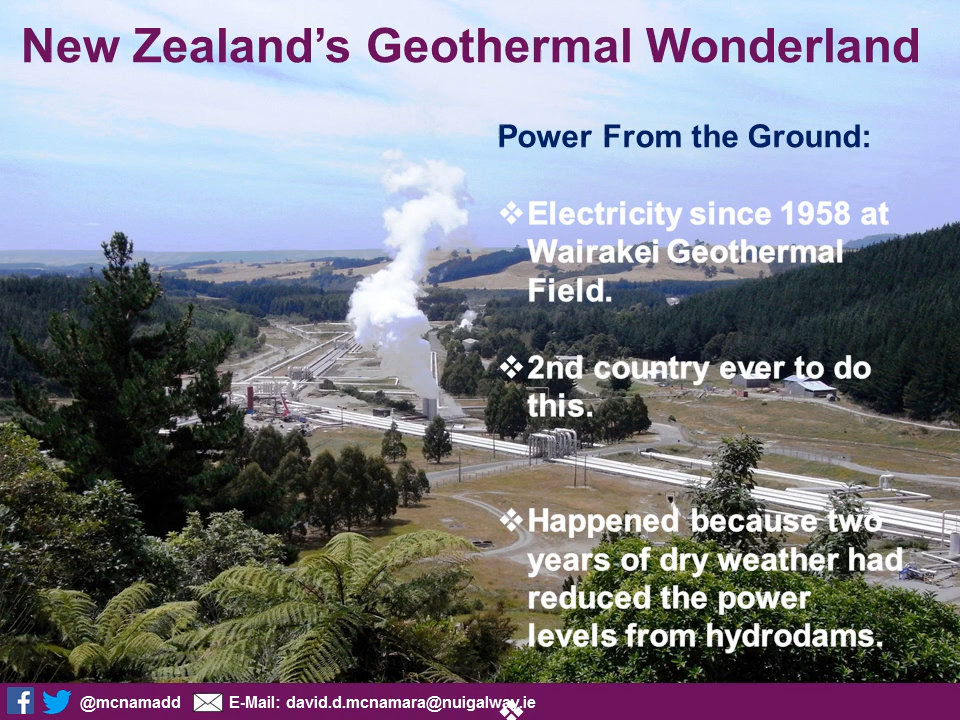 New Zealand’s Geothermal Wonderland
Power From the Ground:
❖Electricity since 1958 at
Wairakei Geothermal
Field.
❖2nd country ever to do
this.
❖Happened because two
years of dry weather had
reduced the power
levels from hydrodams.
❖
@mcnamadd E-Mail: david.d.mcnamara@nuigalway.ie